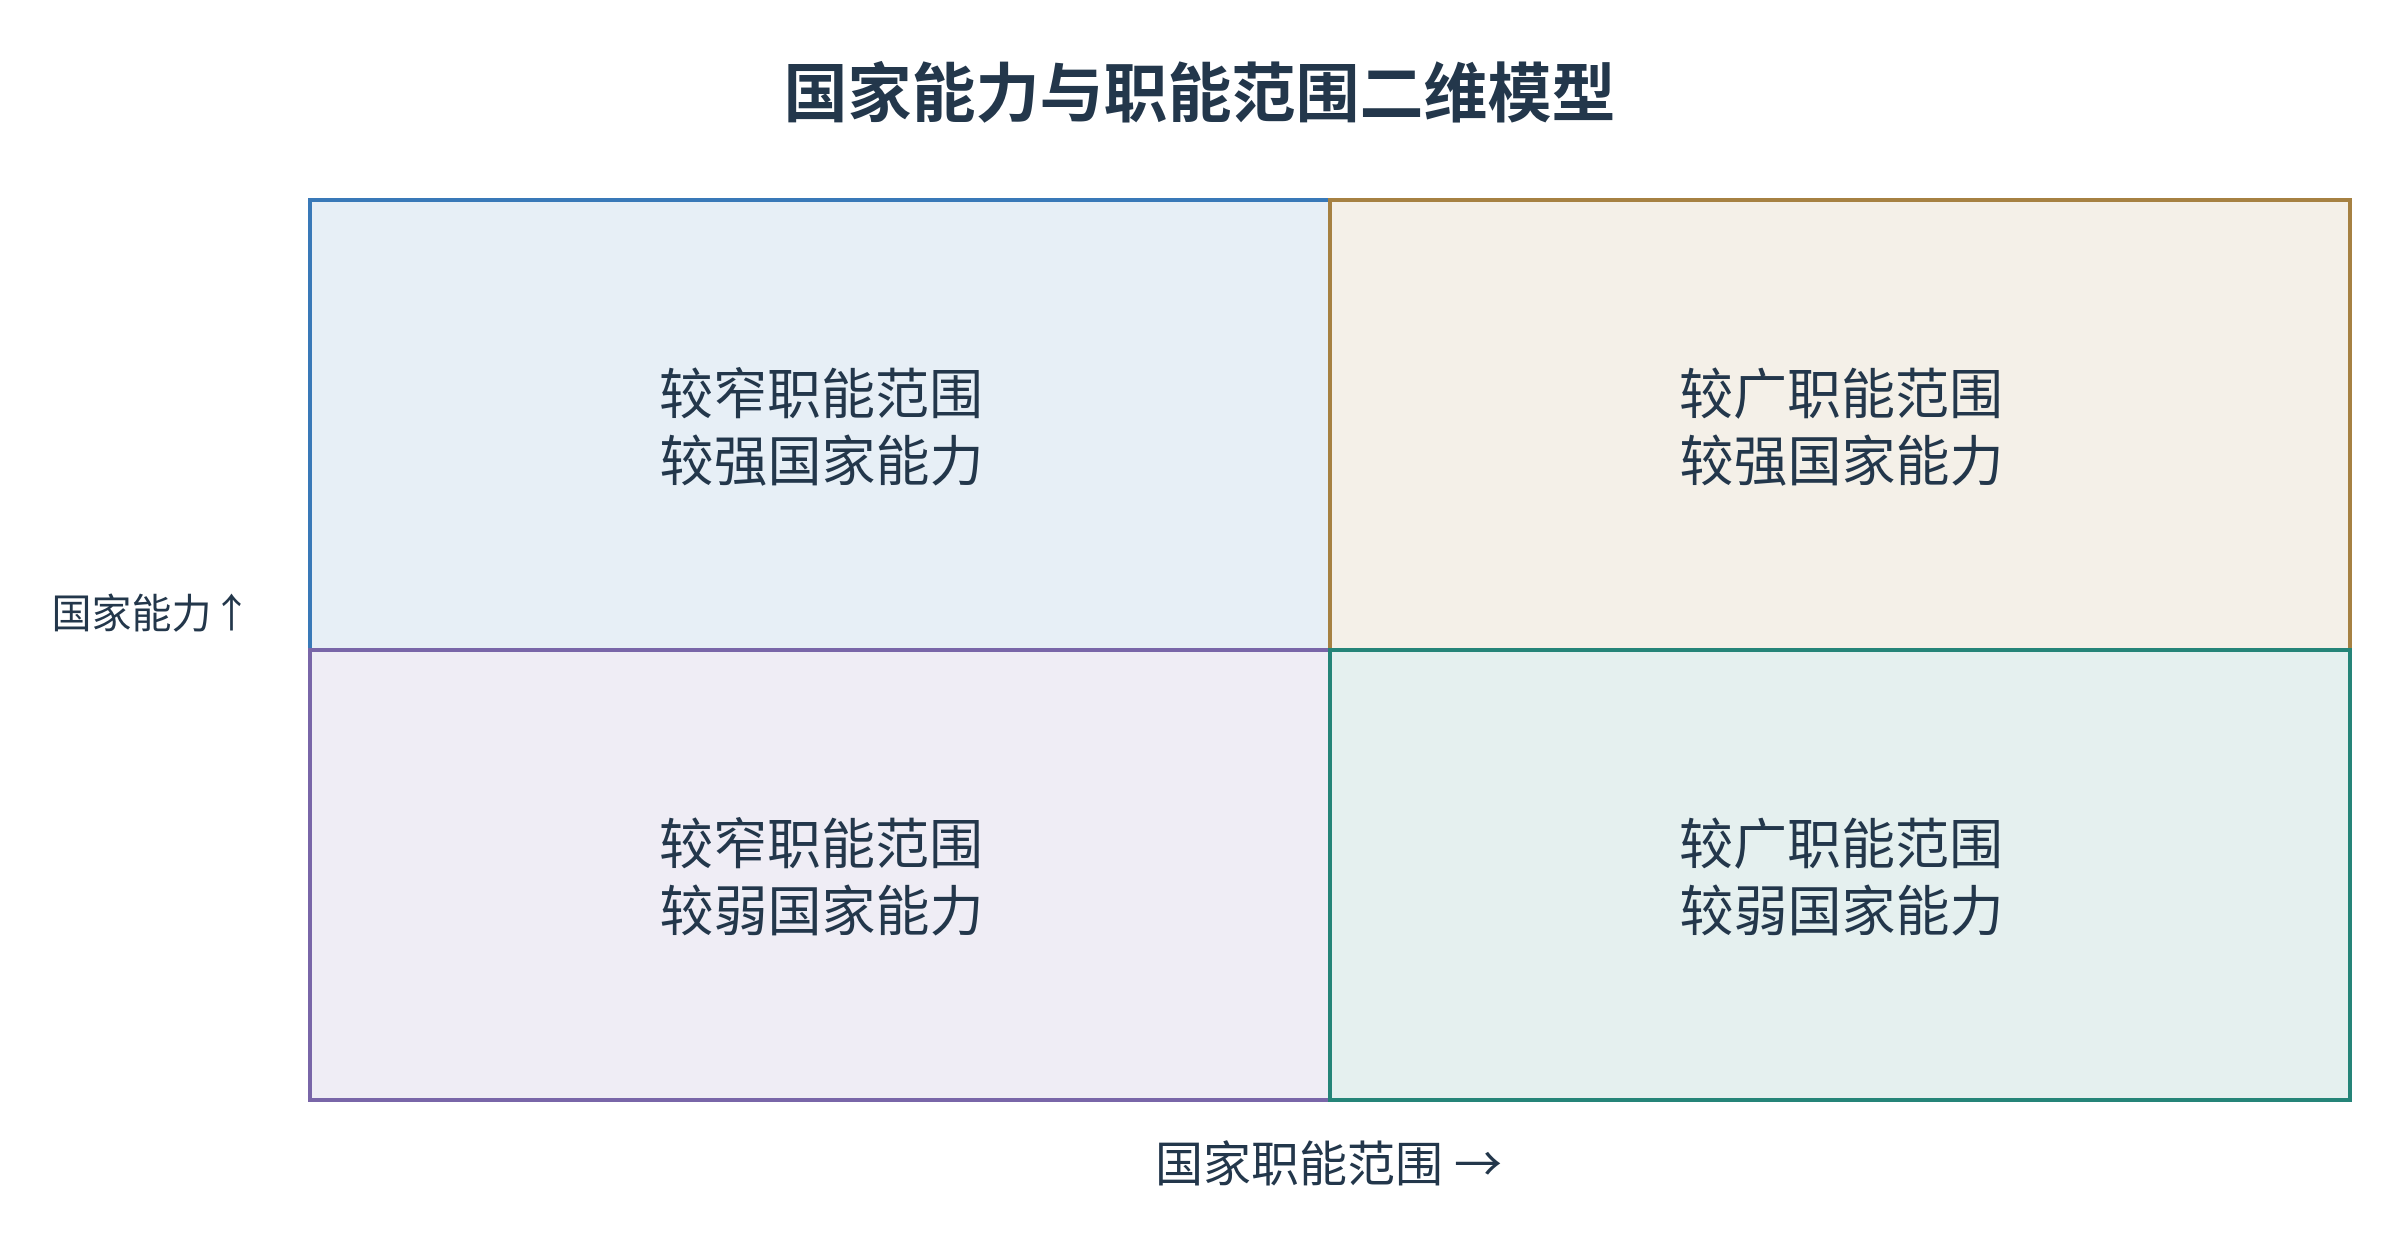 国家能力与职能范围二维模型
较窄职能范围
较强国家能力
较广职能范围
较强国家能力
国家能力↑
较窄职能范围
较弱国家能力
较广职能范围
较弱国家能力
国家职能范围 →